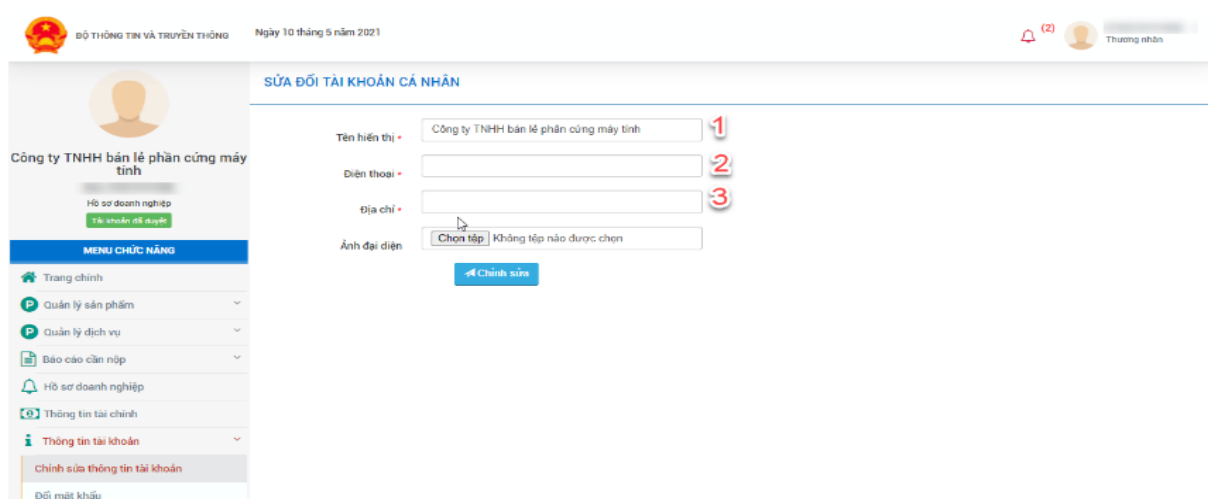 BỘ THÔNG TIN VÀ TRUYỀN THÔNG
Ngày 10 tháng 5 năm 2021
(2)
Thương nhân
Công ty TNHH bán lẻ phần cứng máy
tính
Hồ sơ doanh nghiệp
Tài khoản đã duyệt
MENU CHỨC NĂNG
Trang chính
Quản lý sản phẩm
Quản lý dịch vụ
Báo cáo cần nộp
Hồ sơ doanh nghiệp
Thông tin tài chính
Thông tin tài khoản
Chỉnh sửa thông tin tài khoản
Đổi mật khẩu
SỬA ĐỔI TÀI KHOẢN CÁ NHÂN
Tên hiển thị * Công ty TNHH bán lẻ phần cứng máy tính 1
Điện thoại * 2
Địa chỉ * 3
Ảnh đại diện Chọn tệp Không tệp nào được chọn
Chỉnh sửa